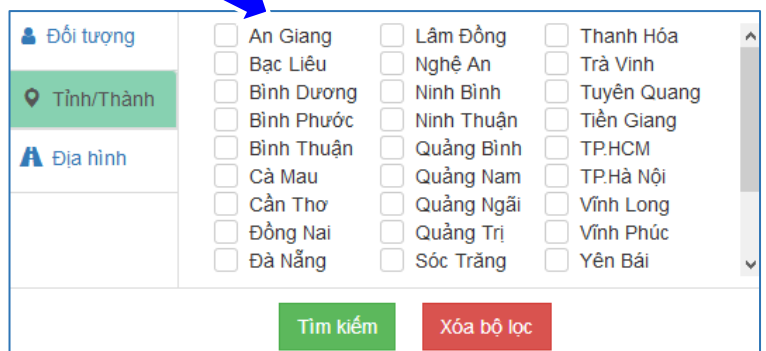 Đối tượng
Tỉnh/Thành
Địa hình
An Giang Lâm Đồng Thanh Hóa
Bạc Liêu Nghệ An Trà Vinh
Bình Dương Ninh Bình Tuyên Quang
Bình Phước Ninh Thuận Tiền Giang
Bình Thuận Quảng Bình TP.HCM
Cà Mau Quảng Nam TP.Hà Nội
Cần Thơ Quảng Ngãi Vĩnh Long
Đồng Nai Quảng Trị Vĩnh Phúc
Đà Nẵng Sóc Trăng Yên Bái
Tìm kiếm Xóa bộ lọc